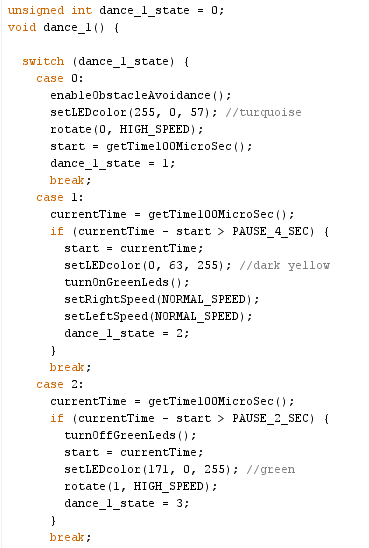 unsigned int dance_1_state = 0;
void dance_1() {
switch (dance_1_state) {
case 0:
enableObstacleAvoidance();
setLEDcolor(255, 0, 57); //turquoise
rotate(0, HIGH_SPEED);
start = getTime100MicroSec();
dance_1_state = 1;
break;
case 1:
currentTime = getTime100MicroSec();
if (currentTime - start > PAUSE_4_SEC) {
start = currentTime;
setLEDcolor(0, 63, 255); //dark yellow
turnOnGreenLeds();
setRightSpeed(NORMAL_SPEED);
setLeftSpeed(NORMAL_SPEED);
dance_1_state = 2;
}
break;
case 2:
currentTime = getTime100MicroSec();
if (currentTime - start > PAUSE_2_SEC) {
turnOffGreenLeds();
start = currentTime;
setLEDcolor(171, 0, 255); //green
rotate(1, HIGH_SPEED);
dance_1_state = 3;
}
break;